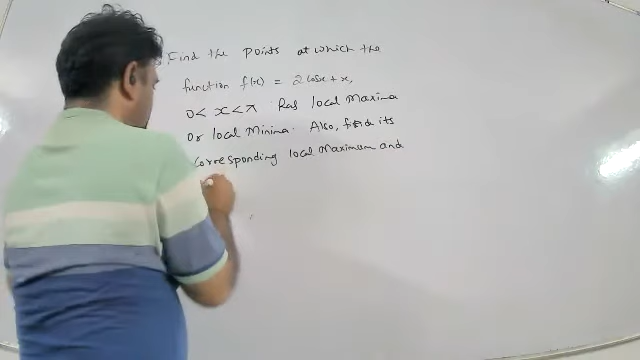 Find the points at which the
function f(x) = 2 cosx + x,
0 < x < π Has local Maxima
Or local Minima. Also, find its
Corresponding local Maximum and